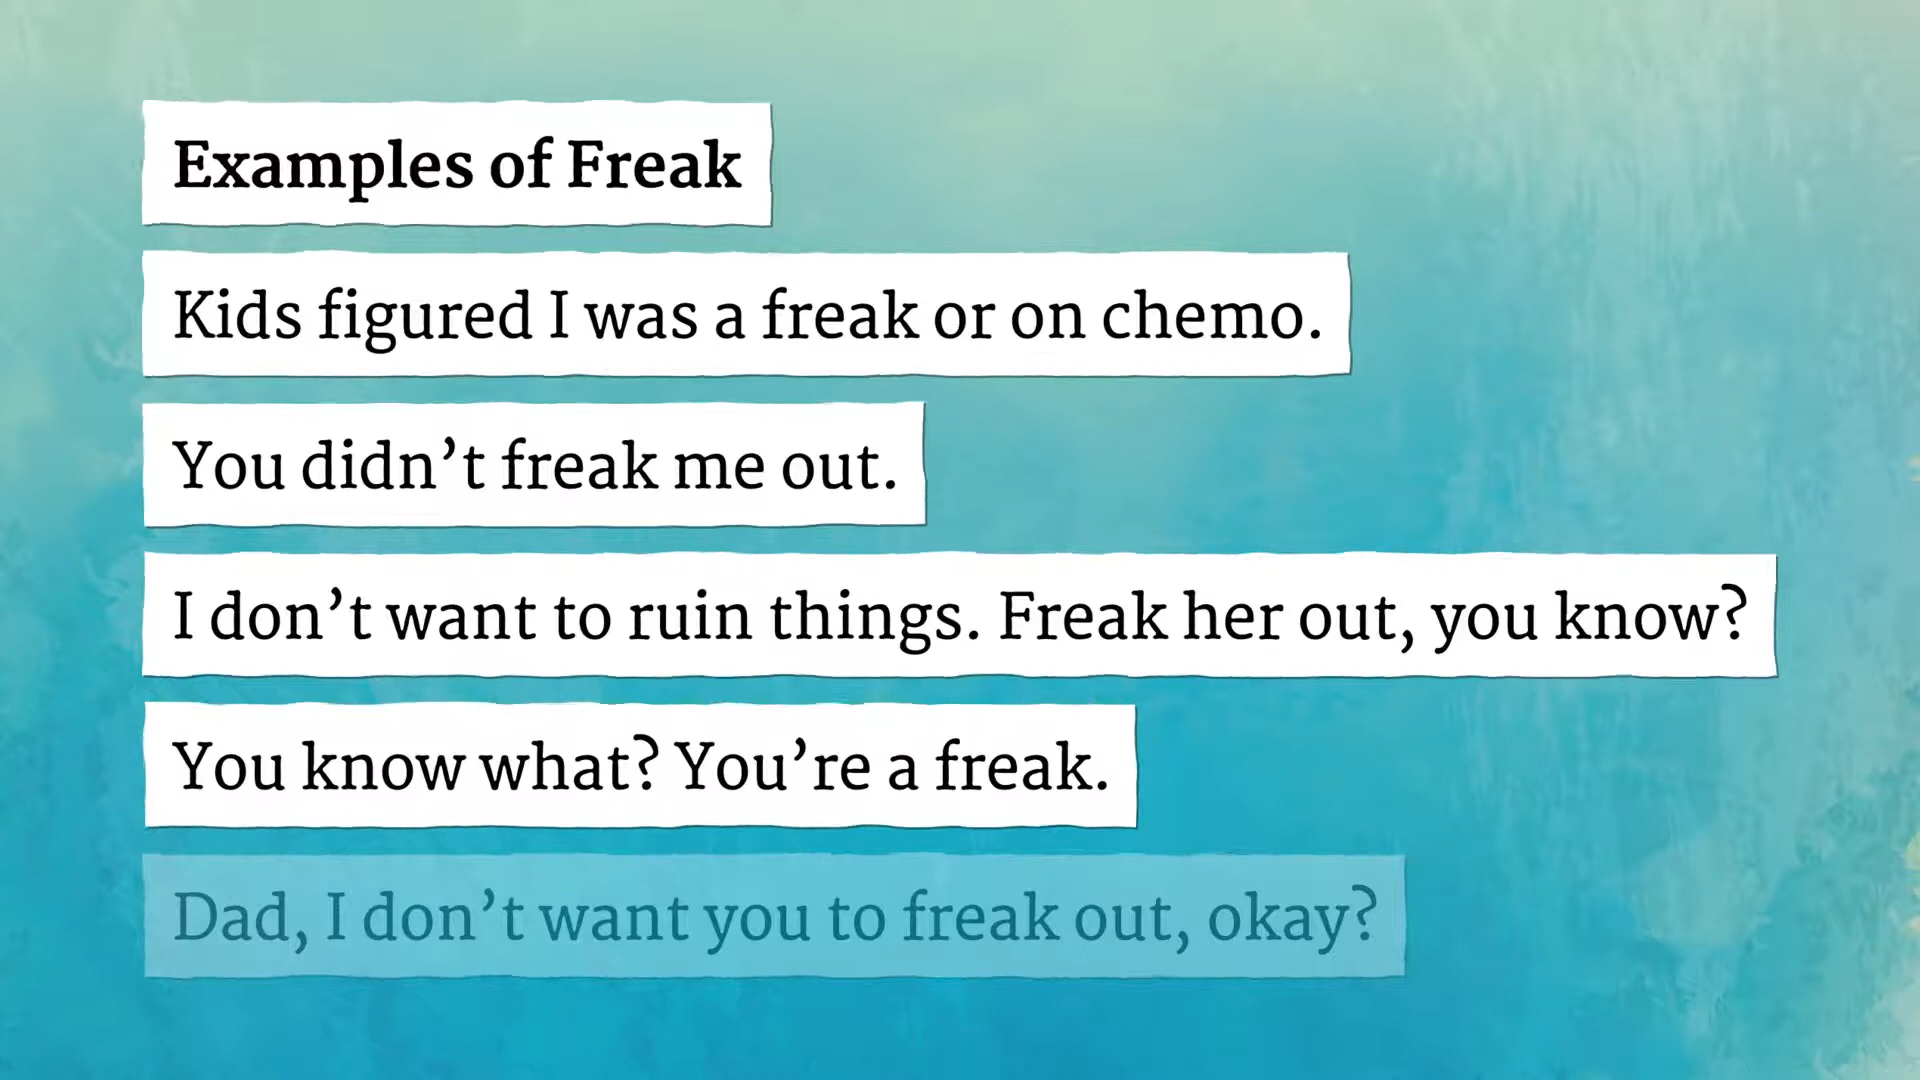 Examples of Freak
Kids figured I was a freak or on chemo.
You didn’t freak me out.
I don’t want to ruin things. Freak her out, you know?
You know what? You’re a freak.
Dad, I don’t want you to freak out, okay?